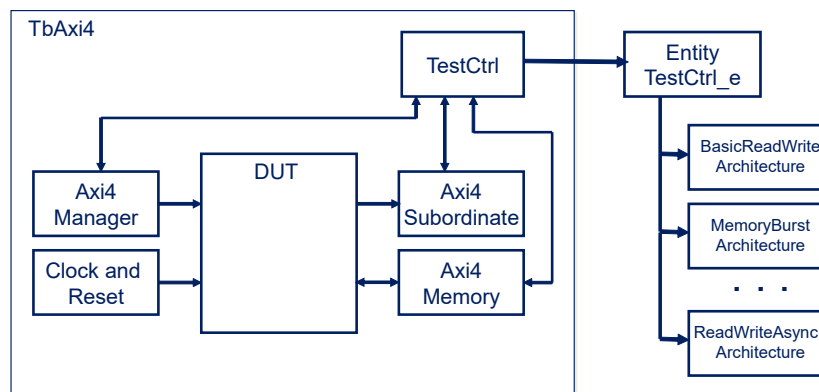 TbAxi4
TestCtrl
Entity
TestCtrl_e
BasicReadWrite
Architecture
DUT
Axi4
Manager
Axi4
Subordinate
MemoryBurst
Architecture
Clock and
Reset
Axi4
Memory
. . .
ReadWriteAsync
Architecture